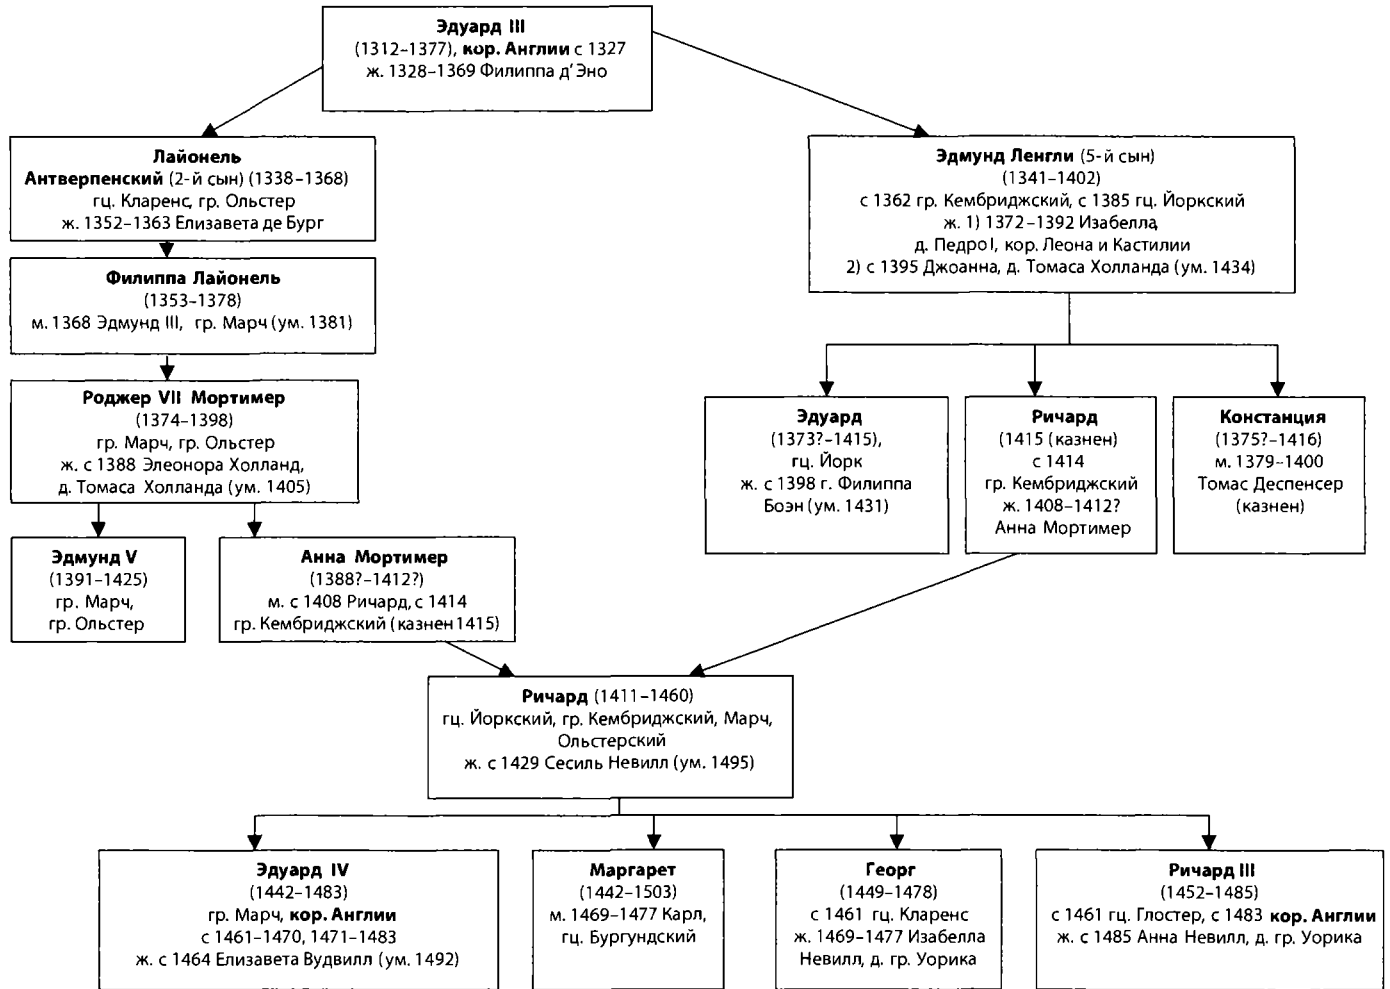 Эдуард III
(1312–1377), кор. Англии с 1327
ж. 1328–1369 Филиппа д'Эно
Лайонель
Антверпенский (2-й сын) (1338–1368)
гц. Кларенс, гр. Ольстер
ж. 1352–1363 Елизавета де Бург
Эдмунд Ленгли (5-й сын)
(1341–1402)
с 1362 гр. Кембриджский, с 1385 гц. Йоркский
ж. 1) 1372–1392 Изабелла,
д. Педро I, кор. Леона и Кастилии
2) с 1395 Джоанна, д. Томаса Холланда (ум. 1434)
Филиппа Лайонель
(1353–1378)
м. 1368 Эдмунд III, гр. Марч (ум. 1381)
Роджер VII Мортимер
(1374–1398)
гр. Марч, гр. Ольстер
ж. с 1388 Элеонора Холланд,
д. Томаса Холланда (ум. 1405)
Эдуард
(1373?–1415),
гц. Йорк
ж. с 1398 г. Филиппа
Боэн (ум. 1431)
Ричард
(1415 (казнен)
с 1414
гр. Кембриджский
ж. 1408–1412?
Анна Мортимер
Констанция
(1375?–1416)
м. 1379–1400
Томас Деспенсер
(казнен)
Эдмунд V
(1391–1425)
гр. Марч,
гр. Ольстер
Анна Мортимер
(1388?–1412?)
м. с 1408 Ричард, с 1414
гр. Кембриджский (казнен 1415)
Ричард (1411–1460)
гц. Йоркский, гр. Кембриджский, Марч,
Ольстерский
ж. с 1429 Сесиль Невилл (ум. 1495)
Эдуард IV
(1442–1483)
гр. Марч, кор. Англии
с 1461–1470, 1471–1483
ж. с 1464 Елизавета Вудвилл (ум. 1492)
Маргарет
(1442–1503)
м. 1469–1477 Карл,
гц. Бургундский
Георг
(1449–1478)
с 1461 гц. Кларенс
ж. 1469–1477 Изабелла
Невилл, д. гр. Уорика
Ричард III
(1452–1485)
с 1461 гц. Глостер, с 1483 кор. Англии
ж. с 1485 Анна Невилл, д. гр. Уорика